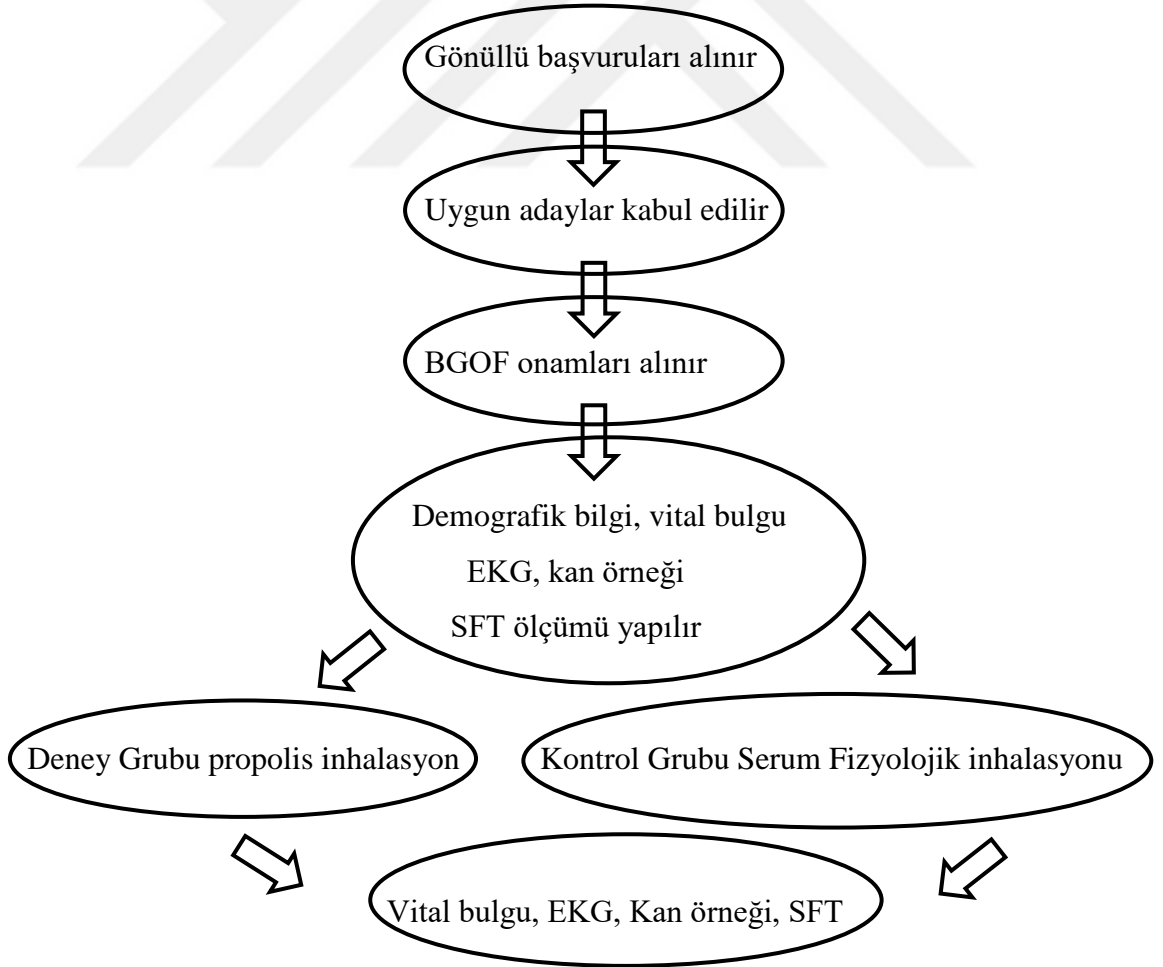 Gönüllü başvuruları alınır
Uygun adaylar kabul edilir
BGOF onamları alınır
Demografik bilgi, vital bulgu
EKG, kan örneği
SFT ölçümü yapılır
Deney Grubu propolis inhalasyon
Kontrol Grubu Serum Fizyolojik inhalasyonu
Vital bulgu, EKG, Kan örneği, SFT